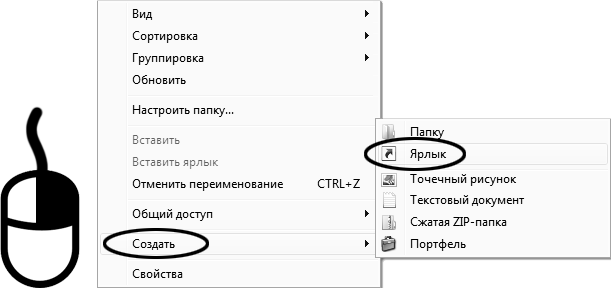 Вид
Сортировка
Группировка
Обновить
Настроить папку...
Вставить
Вставить ярлык
Отменить переименование CTRL+Z
Общий доступ
Создать
Свойства
Папку
Ярлык
Точечный рисунок
Текстовый документ
Сжатая ZIP-папка
Портфель